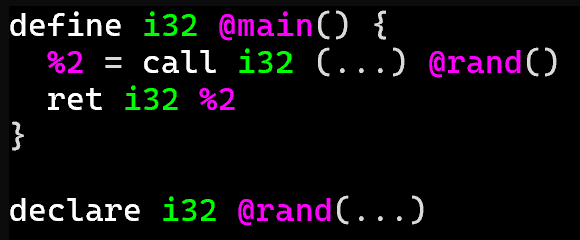 define i32 @main() {
  %2 = call i32 (...) @rand()
  ret i32 %2
}

declare i32 @rand(...)